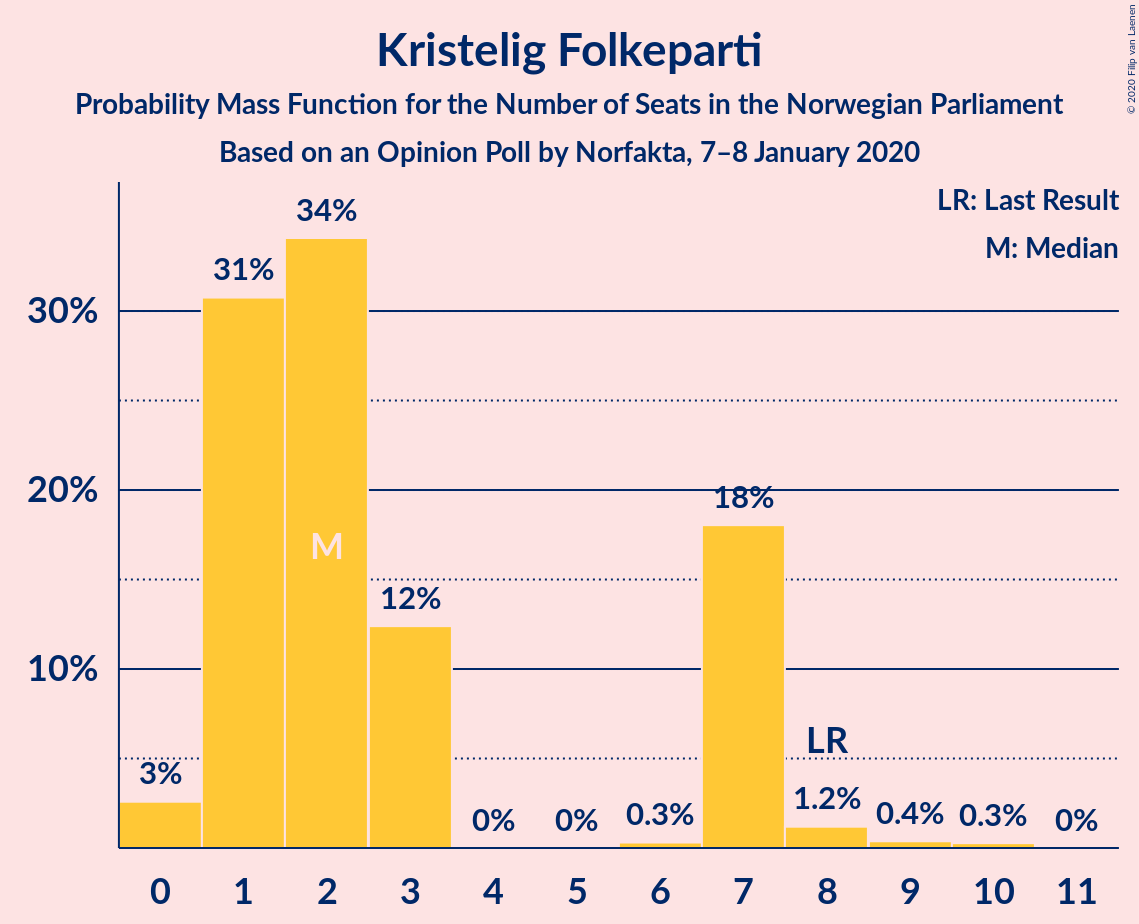 Kristelig Folkeparti
Probability Mass Function for the Number of Seats in the Norwegian Parliament
Based on an Opinion Poll by Norfakta, 7–8 January 2020
© 2020 Filip van Laenen
LR: Last Result
M: Median
34%
31%
30%
20%
18%
M
12%
10%
LR
3%
1.2%
0% 0% 0.3% 0.4% 0.3% 0%
0 1 2 3 4 5 6 7 8 9 10 11